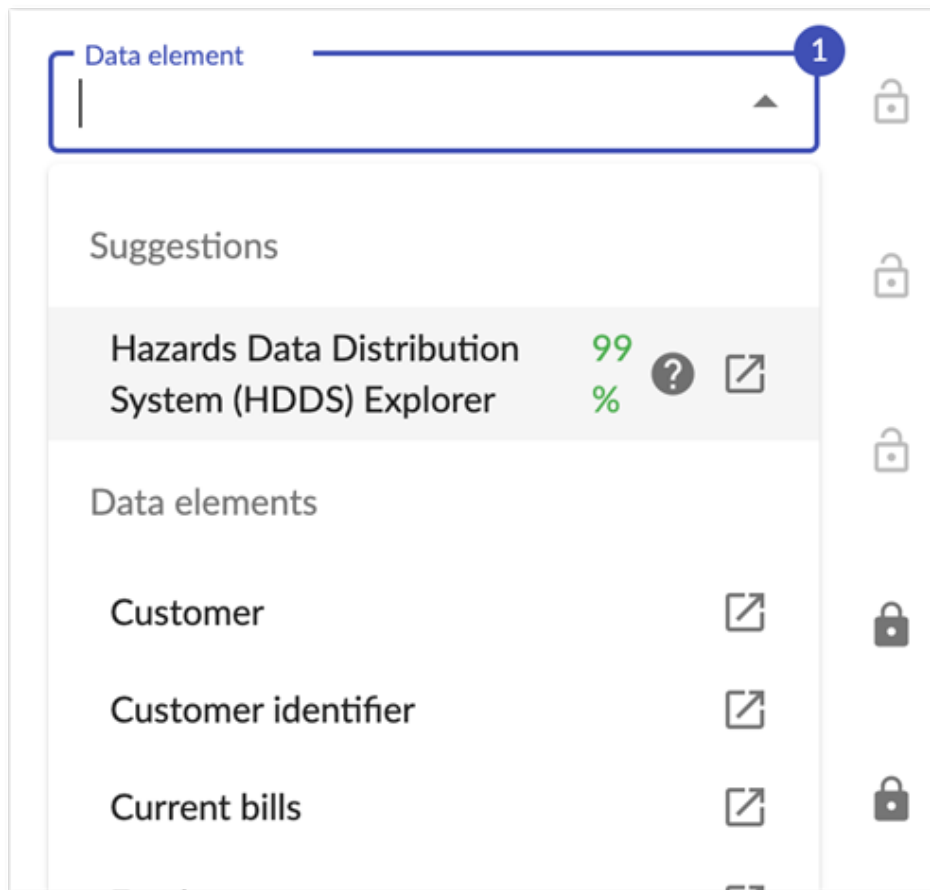 Data element
1
Suggestions
Hazards Data Distribution 99
System (HDDS) Explorer %
?
Data elements
Customer
Customer identifier
Current bills